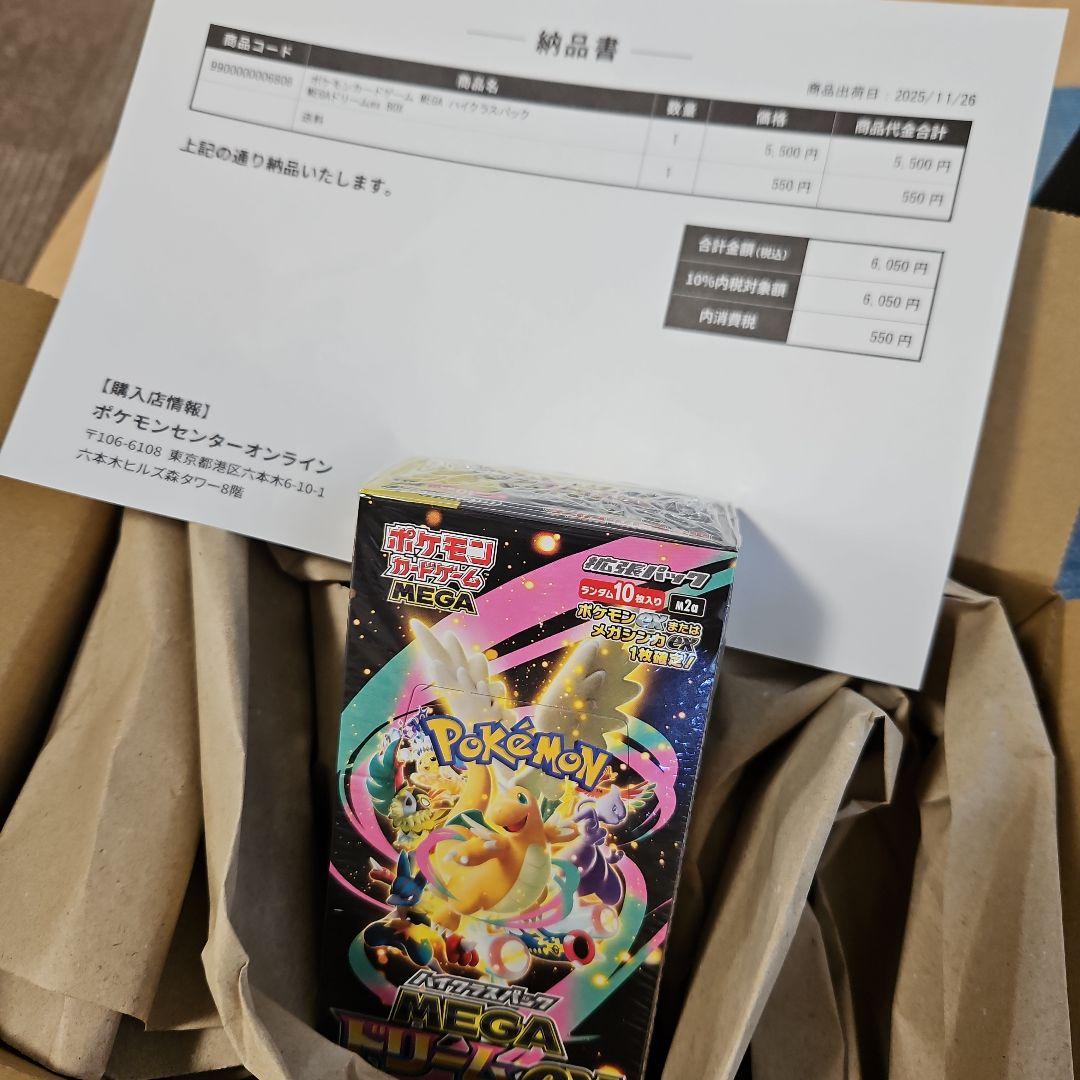 納品書
商品出荷日：2025/11/26
商品コード 商品名 数量 価格 商品代金合計
9900000006806 ポケモンカードゲーム MEGA ハイクラスパック 1 5,500 円 5,500 円
MEGAドリームex BOX
送料 1 550 円 550 円
上記の通り納品いたします。
合計金額(税込) 6,050 円
10%内税対象額 6,050 円
内消費税 550 円
【購入店情報】
ポケモンセンターオンライン
〒106-6108 東京都港区六本木6-10-1
六本木ヒルズ森タワー8階
ポケモン
カードゲーム
MEGA
拡張パック
ランダム10枚入り M2a
ポケモンexまたは
メガシンカex
1枚確定!
POKÉMON
ハイクラスパック
MEGA
ドリームex